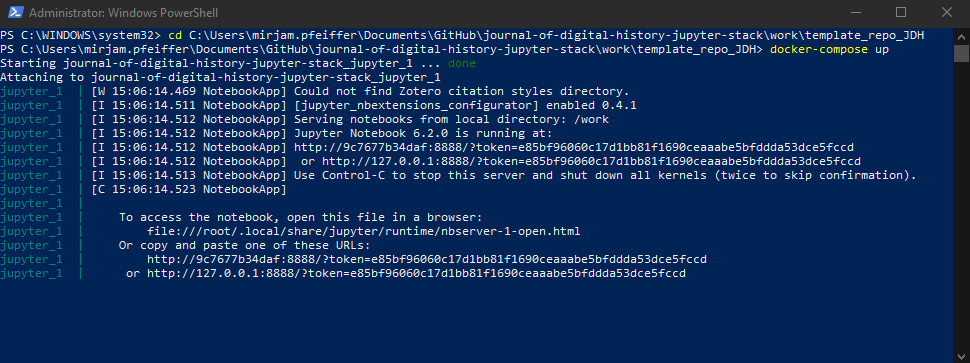 Administrator: Windows PowerShell
PS C:\WINDOWS\system32> cd C:\Users\mirjam.pfeiffer\Documents\GitHub\journal-of-digital-history-jupyter-stack\work\template_repo_JDH
PS C:\Users\mirjam.pfeiffer\Documents\GitHub\journal-of-digital-history-jupyter-stack\work\template_repo_JDH> docker-compose up
Starting journal-of-digital-history-jupyter-stack_jupyter_1 ... done
Attaching to journal-of-digital-history-jupyter-stack_jupyter_1
jupyter_1  | [W 15:06:14.469 NotebookApp] Could not find Zotero citation styles directory.
jupyter_1  | [I 15:06:14.511 NotebookApp] [jupyter_nbextensions_configurator] enabled 0.4.1
jupyter_1  | [I 15:06:14.512 NotebookApp] Serving notebooks from local directory: /work
jupyter_1  | [I 15:06:14.512 NotebookApp] Jupyter Notebook 6.2.0 is running at:
jupyter_1  | [I 15:06:14.512 NotebookApp] http://9c7677b34daf:8888/?token=e85bf96060c17d1bb81f1690ceaaabe5bfddda53dce5fccd
jupyter_1  | [I 15:06:14.512 NotebookApp]  or http://127.0.0.1:8888/?token=e85bf96060c17d1bb81f1690ceaaabe5bfddda53dce5fccd
jupyter_1  | [I 15:06:14.513 NotebookApp] Use Control-C to stop this server and shut down all kernels (twice to skip confirmation).
jupyter_1  | [C 15:06:14.523 NotebookApp]
jupyter_1  |
jupyter_1  |     To access the notebook, open this file in a browser:
jupyter_1  |         file:///root/.local/share/jupyter/runtime/nbserver-1-open.html
jupyter_1  |     Or copy and paste one of these URLs:
jupyter_1  |         http://9c7677b34daf:8888/?token=e85bf96060c17d1bb81f1690ceaaabe5bfddda53dce5fccd
jupyter_1  |      or http://127.0.0.1:8888/?token=e85bf96060c17d1bb81f1690ceaaabe5bfddda53dce5fccd